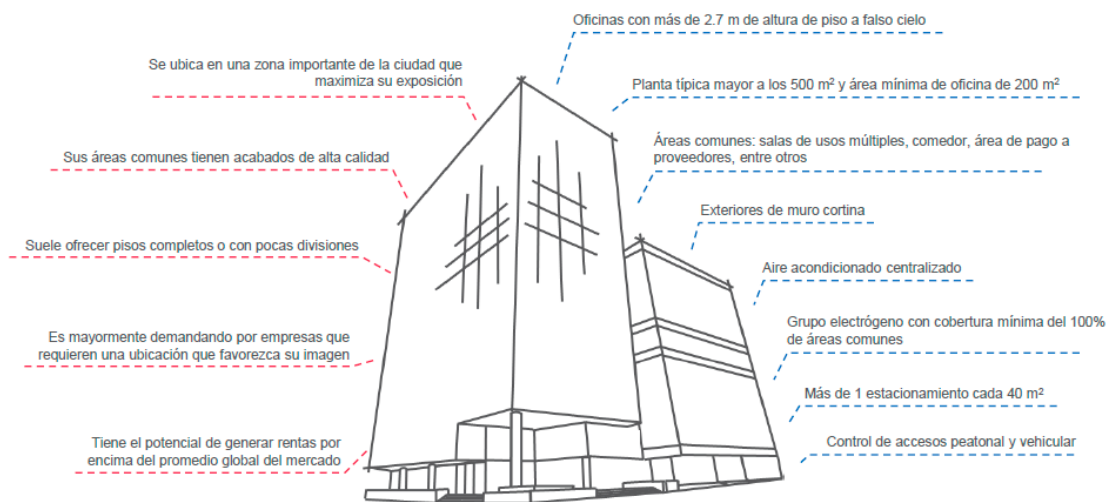 Se ubica en una zona importante de la ciudad que
maximiza su exposición
Sus áreas comunes tienen acabados de alta calidad
Suele ofrecer pisos completos o con pocas divisiones
Es mayormente demandando por empresas que
requieren una ubicación que favorezca su imagen
Tiene el potencial de generar rentas por
encima del promedio global del mercado
Oficinas con más de 2.7 m de altura de piso a falso cielo
Planta típica mayor a los 500 m² y área mínima de oficina de 200 m²
Áreas comunes: salas de usos múltiples, comedor, área de pago a
proveedores, entre otros
Exteriores de muro cortina
Aire acondicionado centralizado
Grupo electrógeno con cobertura mínima del 100%
de áreas comunes
Más de 1 estacionamiento cada 40 m²
Control de accesos peatonal y vehicular